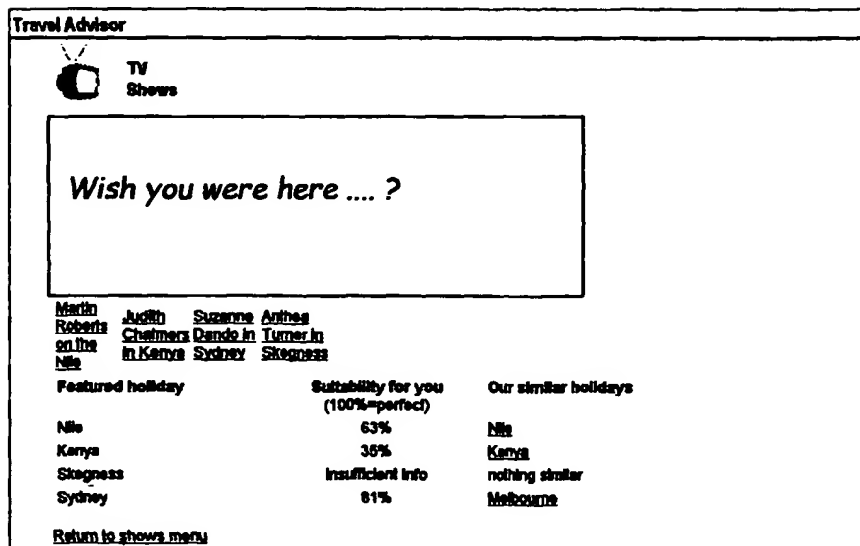 Travel Advisor
TV
Shows
Wish you were here .... ?
Martin
Roberts
on the
Nile
Judith
Chalmers
in Kenya
Suzanne
Dando in
Sydney
Anthea
Turner in
Skegness
Featured holiday Suitability for you Our similar holidays
(100%=perfect)
Nile 63% Nile
Kenya 35% Kenya
Skegness Insufficient info nothing similar
Sydney 81% Melbourne
Return to shows menu